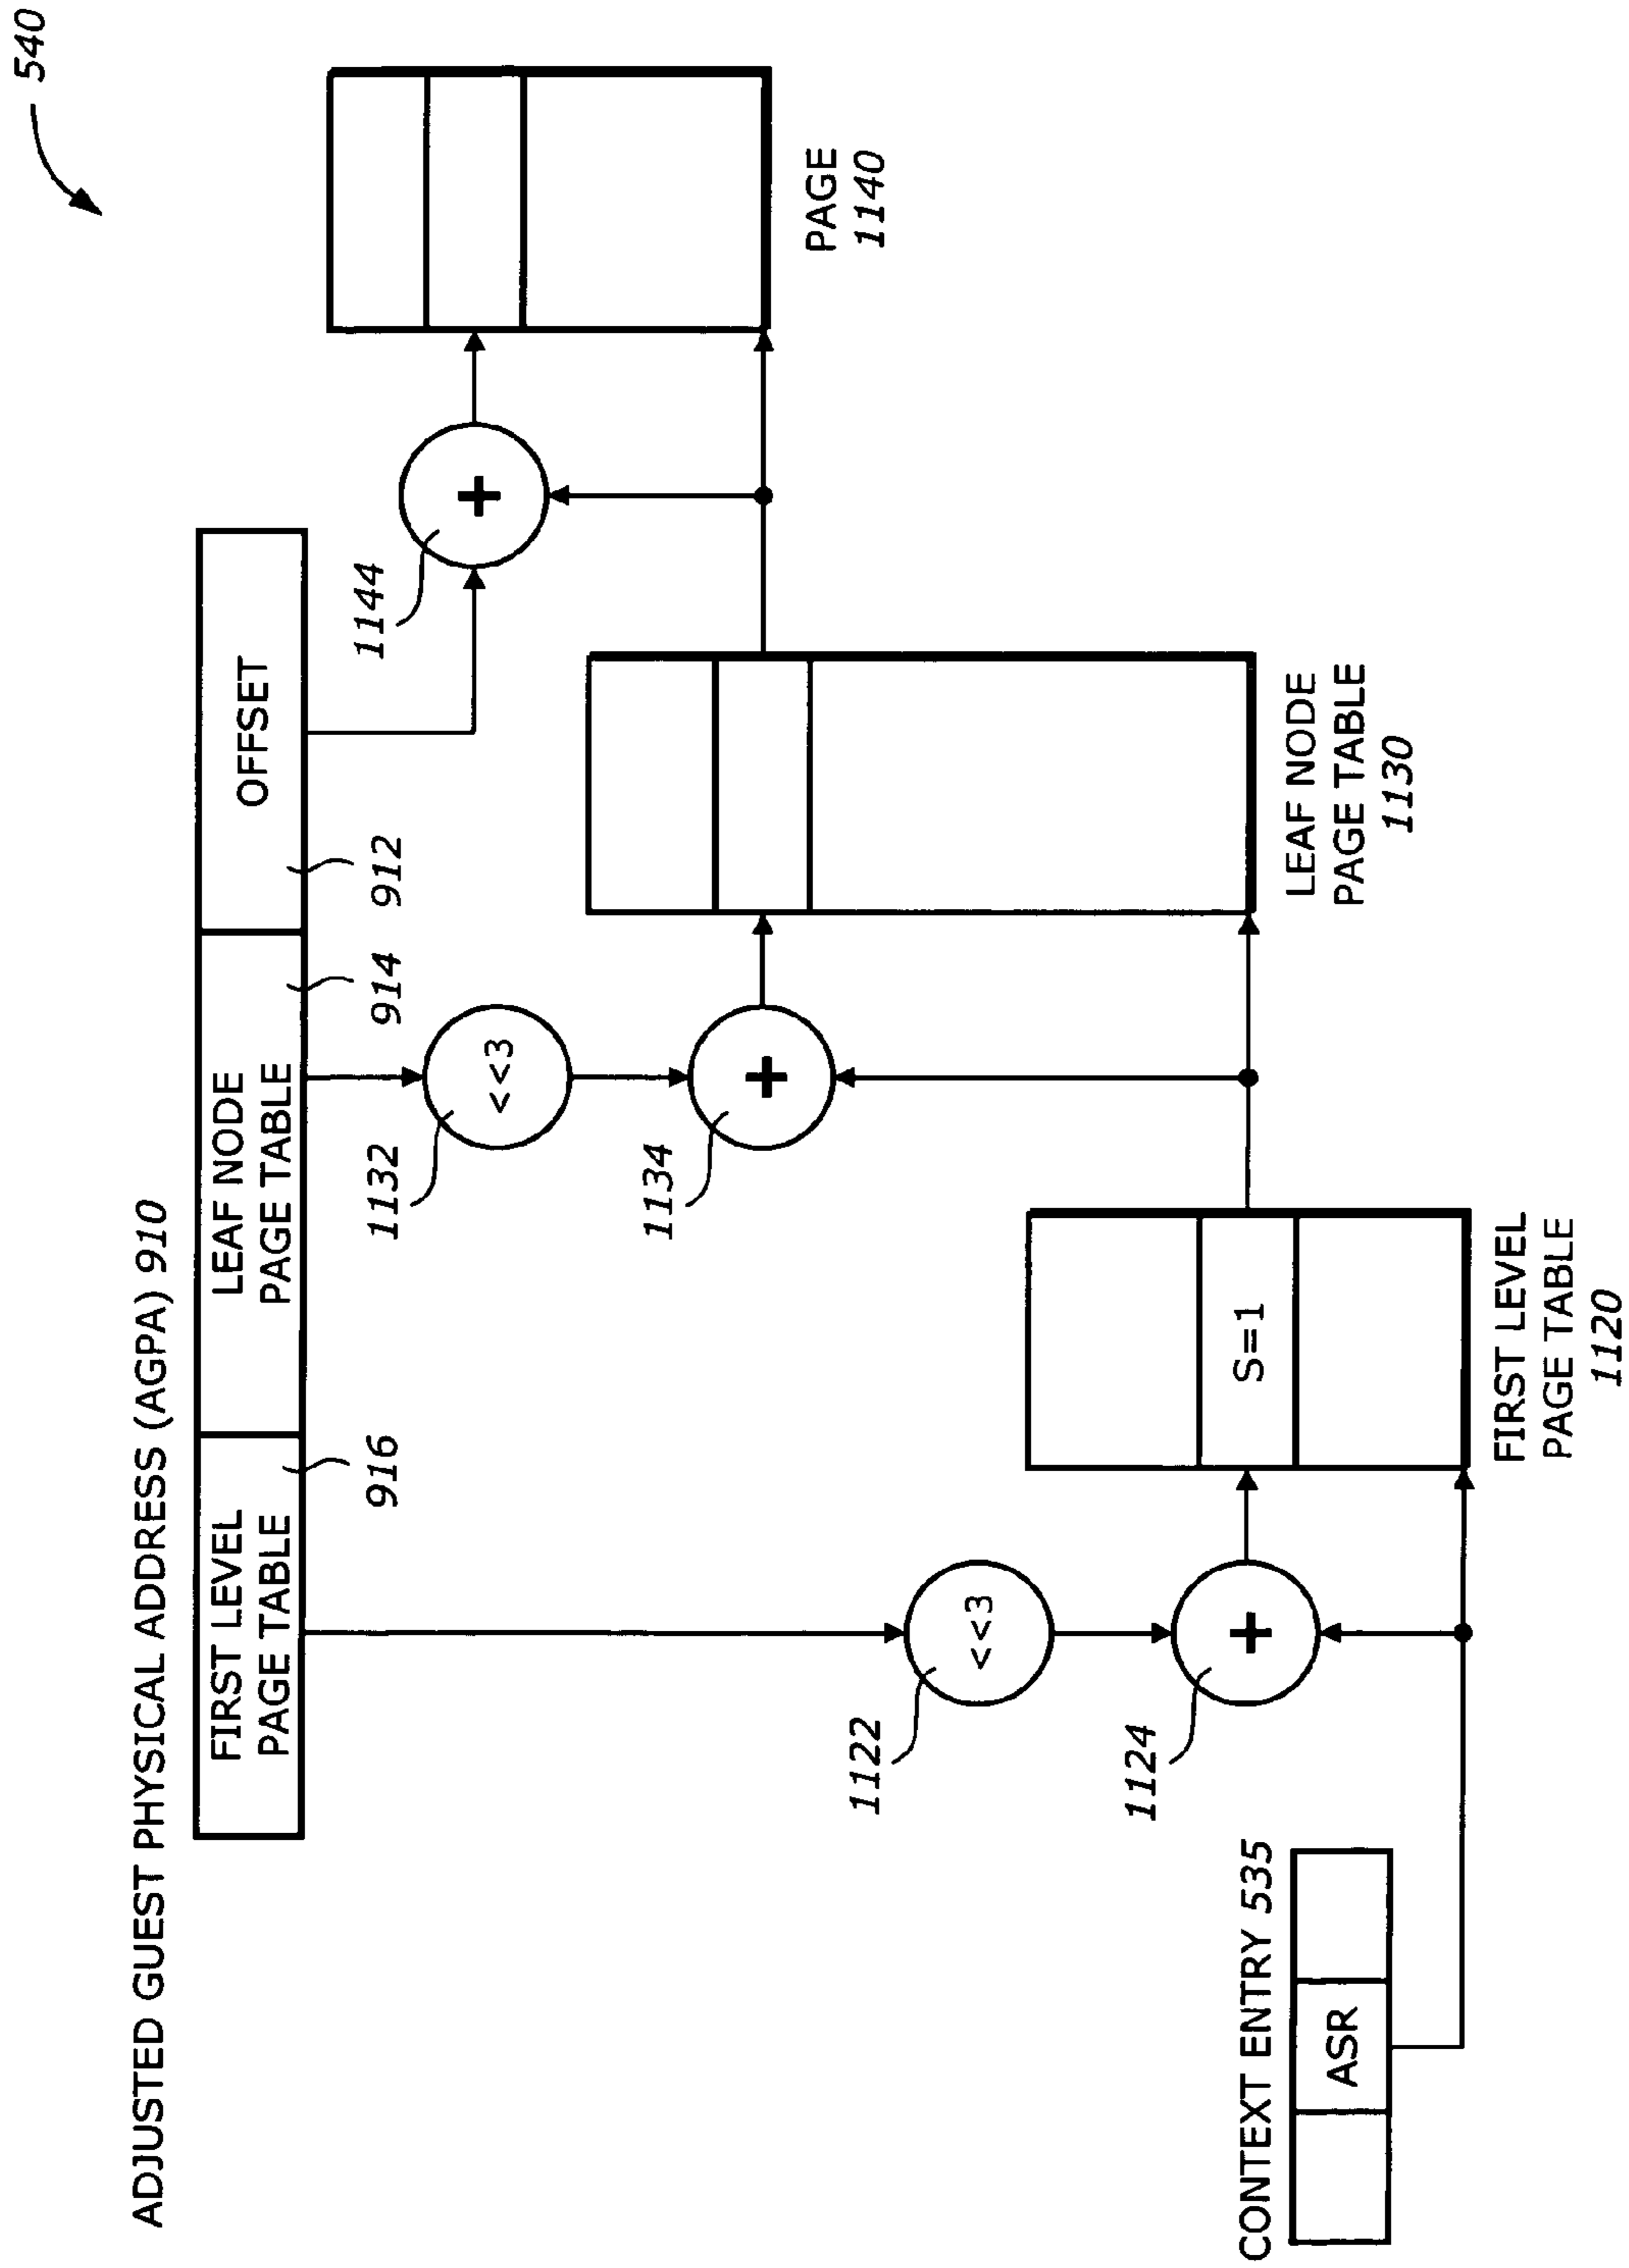 540
ADJUSTED GUEST PHYSICAL ADDRESS (AGPA) 910
FIRST LEVEL
PAGE TABLE
LEAF NODE
PAGE TABLE
OFFSET
916
914
912
1144
+
PAGE
1140
1132
<<3
1134
+
LEAF NODE
PAGE TABLE
1130
1122
<<3
1124
+
S=1
FIRST LEVEL
PAGE TABLE
1120
CONTEXT ENTRY 535
ASR